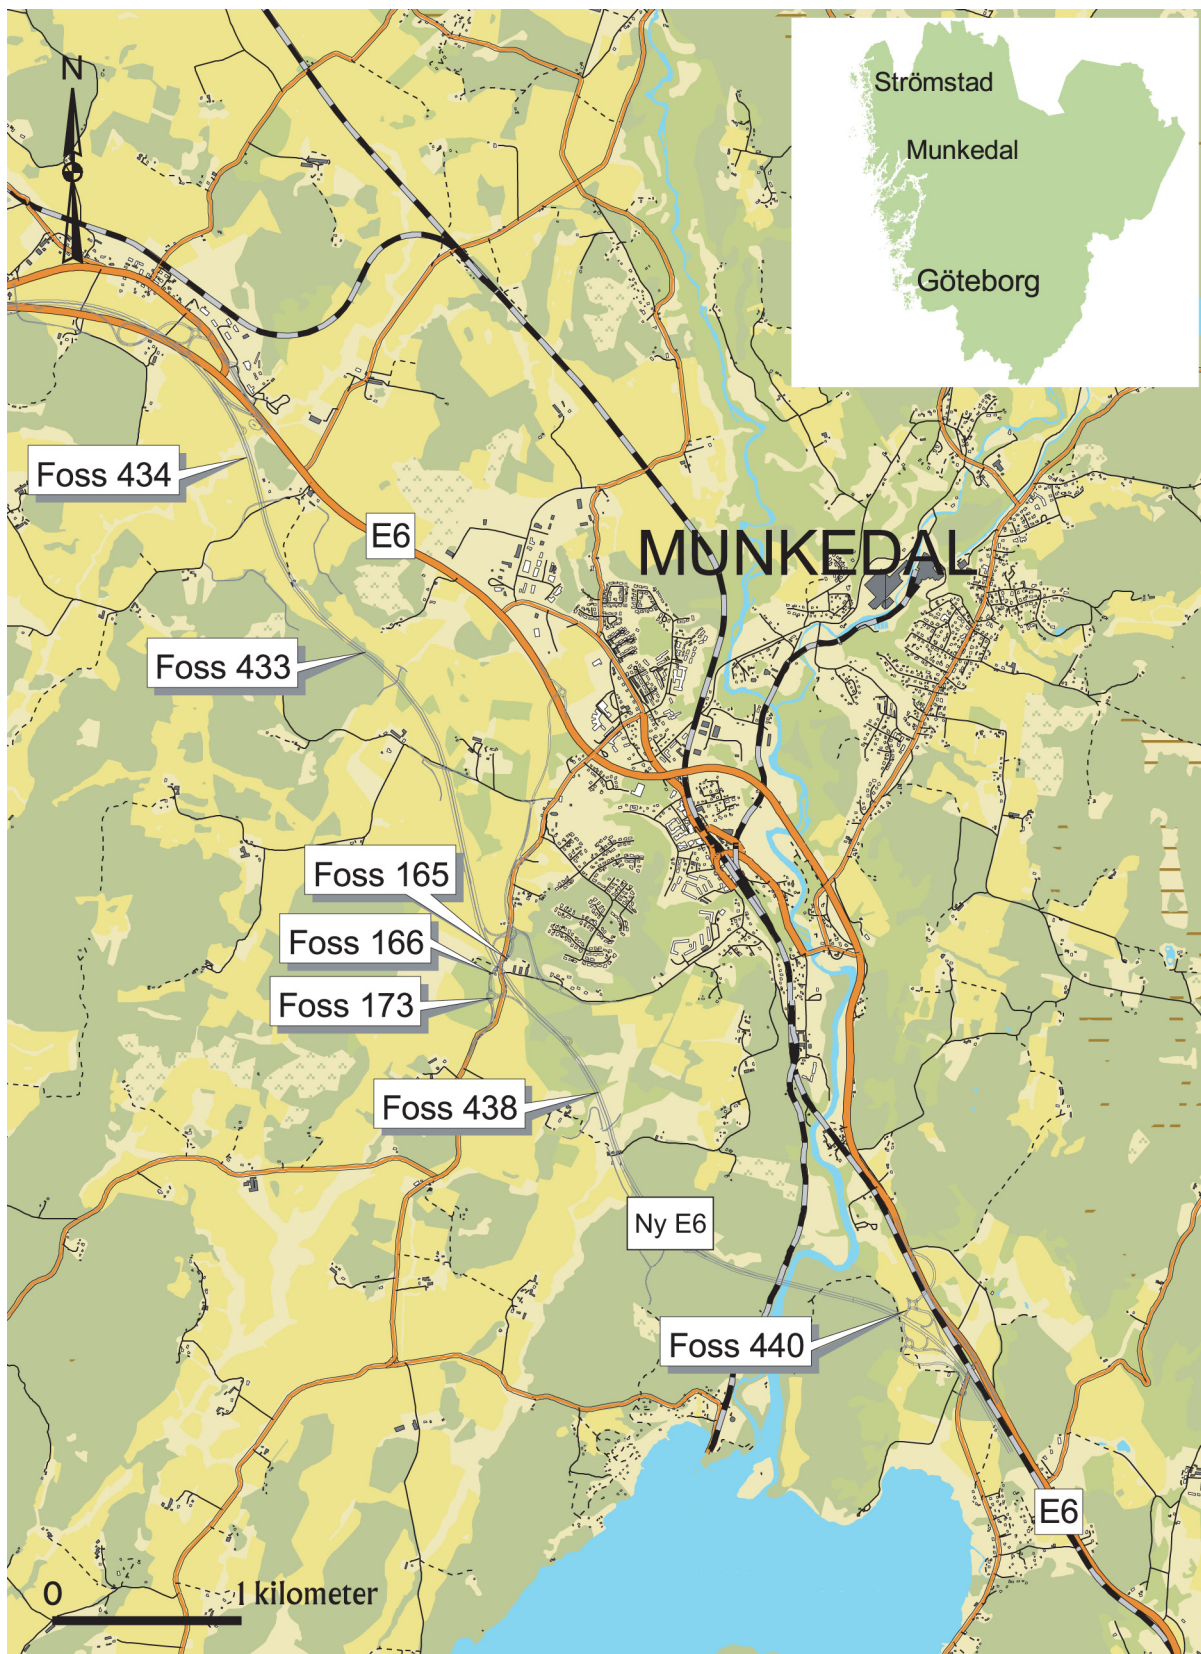 N
Strömstad
Munkedal
Göteborg
Foss 434
E6
MUNKEDAL
Foss 433
Foss 165
Foss 166
Foss 173
Foss 438
Ny E6
Foss 440
E6
0 1 kilometer